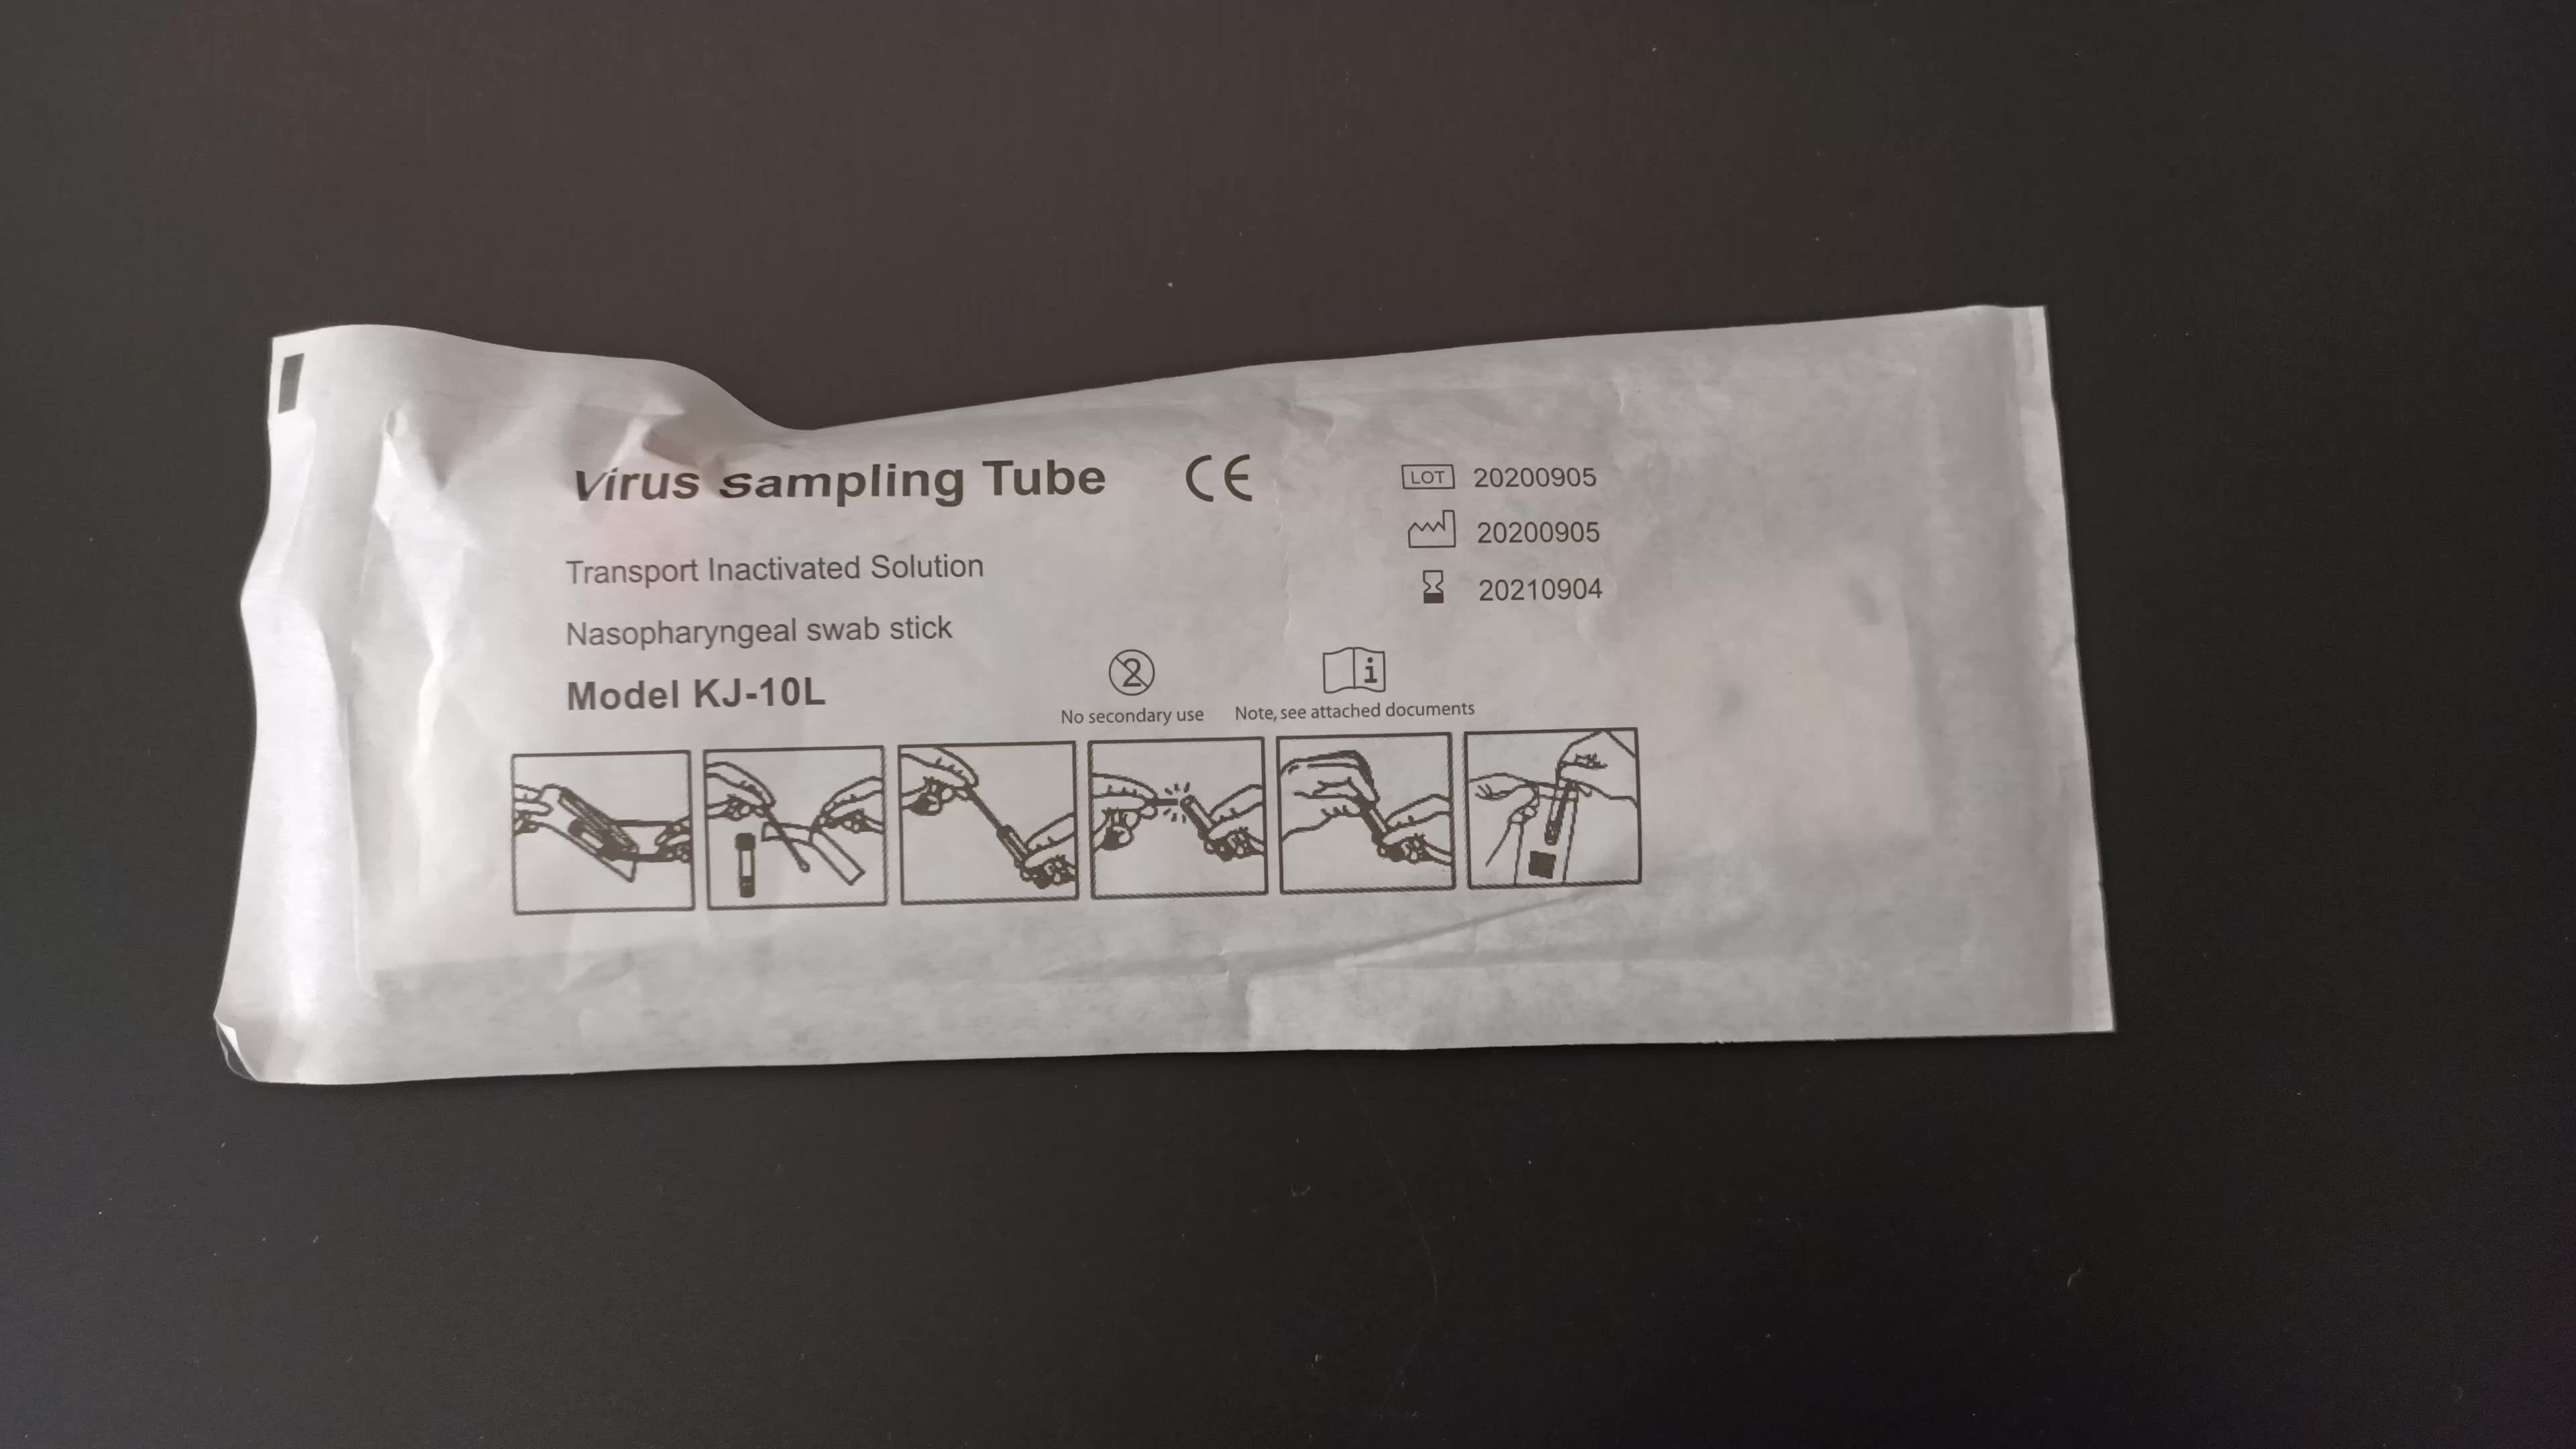 Virus sampling Tube CE
LOT 20200905
20200905
20210904
Transport Inactivated Solution
Nasopharyngeal swab stick
Model KJ-10L
2 i
No secondary use Note, see attached documents